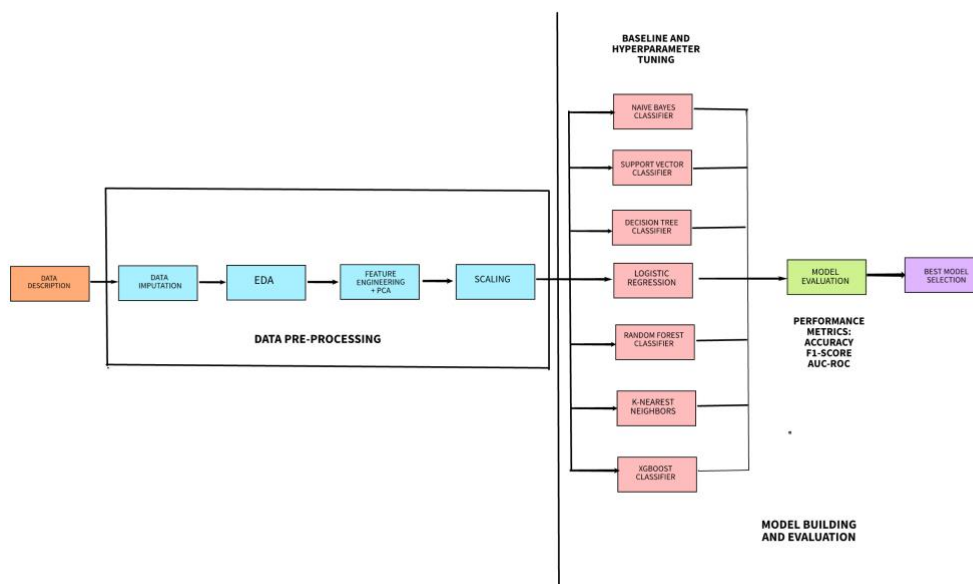 BASELINE AND
HYPERPARAMETER
TUNING
NAIVE BAYES
CLASSIFIER
SUPPORT VECTOR
CLASSIFIER
DECISION TREE
CLASSIFIER
DATA
DESCRIPTION
DATA
IMPUTATION
EDA
FEATURE
ENGINEERING
+ PCA
SCALING
DATA PRE-PROCESSING
LOGISTIC
REGRESSION
RANDOM FOREST
CLASSIFIER
K-NEAREST
NEIGHBORS
XGBOOST
CLASSIFIER
MODEL
EVALUATION
BEST MODEL
SELECTION
PERFORMANCE
METRICS:
ACCURACY
F1-SCORE
AUC-ROC
MODEL BUILDING
AND EVALUATION